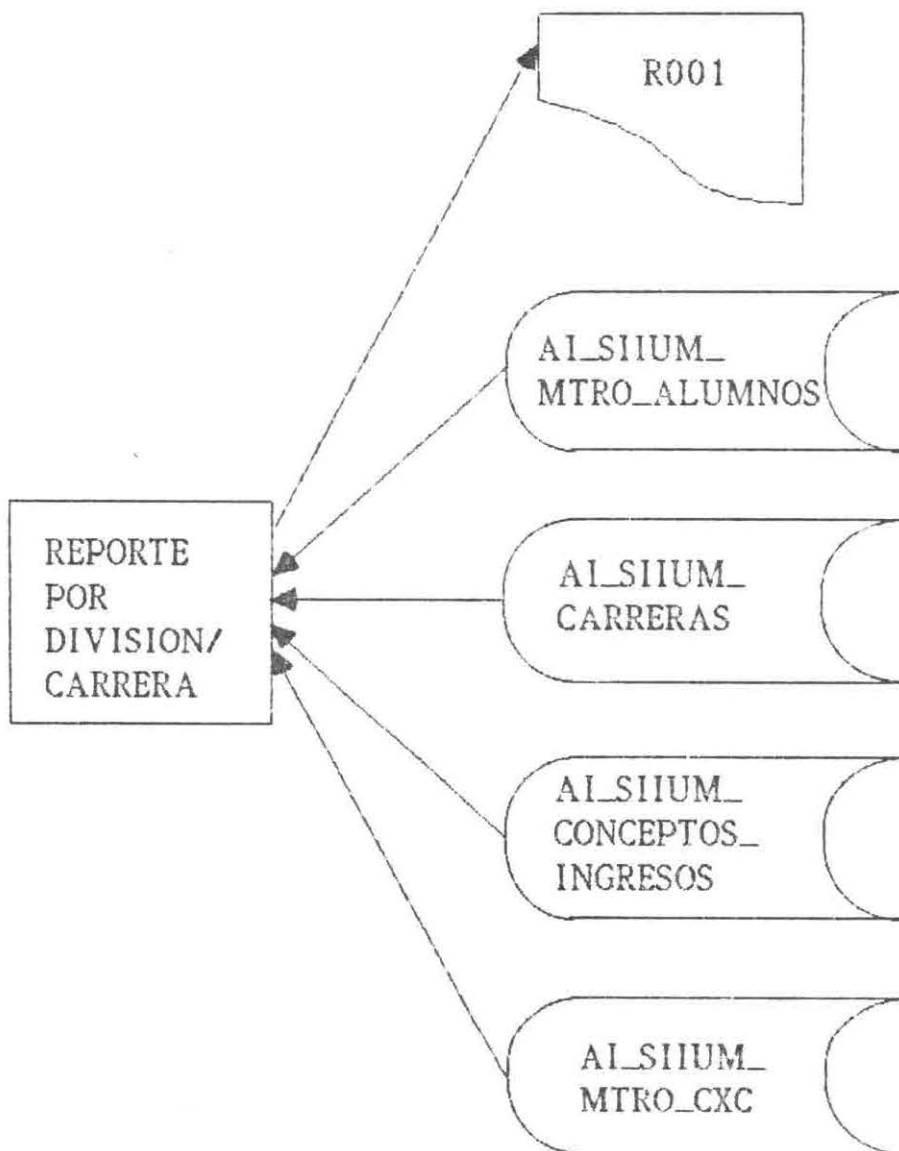 R001
AI_SIIUM_
MTRO_ALUMNOS
REPORTE
POR
DIVISION/
CARRERA
AI_SIIUM_
CARRERAS
AI_SIIUM_
CONCEPTOS_
INGRESOS
AI_SIIUM_
MTRO_CXC